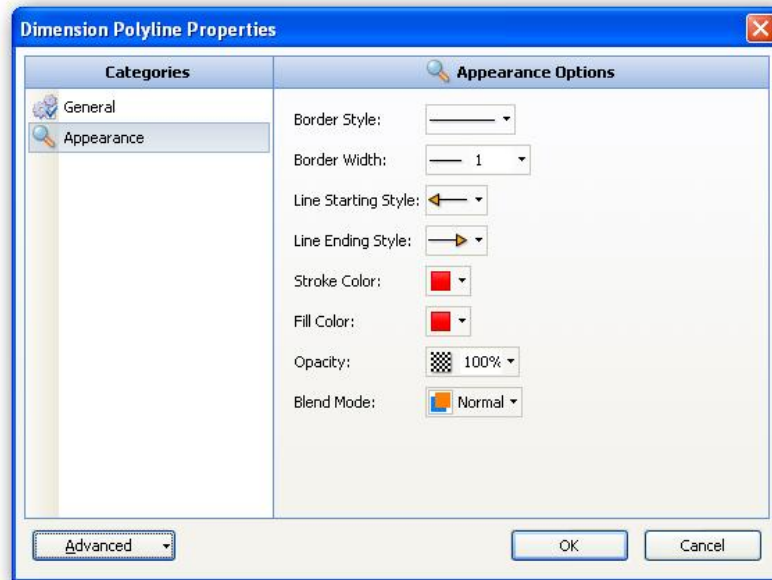 Dimension Polyline Properties
Categories
Appearance Options
General
Appearance
Border Style:
Border Width: 1
Line Starting Style:
Line Ending Style:
Stroke Color:
Fill Color:
Opacity: 100%
Blend Mode: Normal
Advanced
OK
Cancel